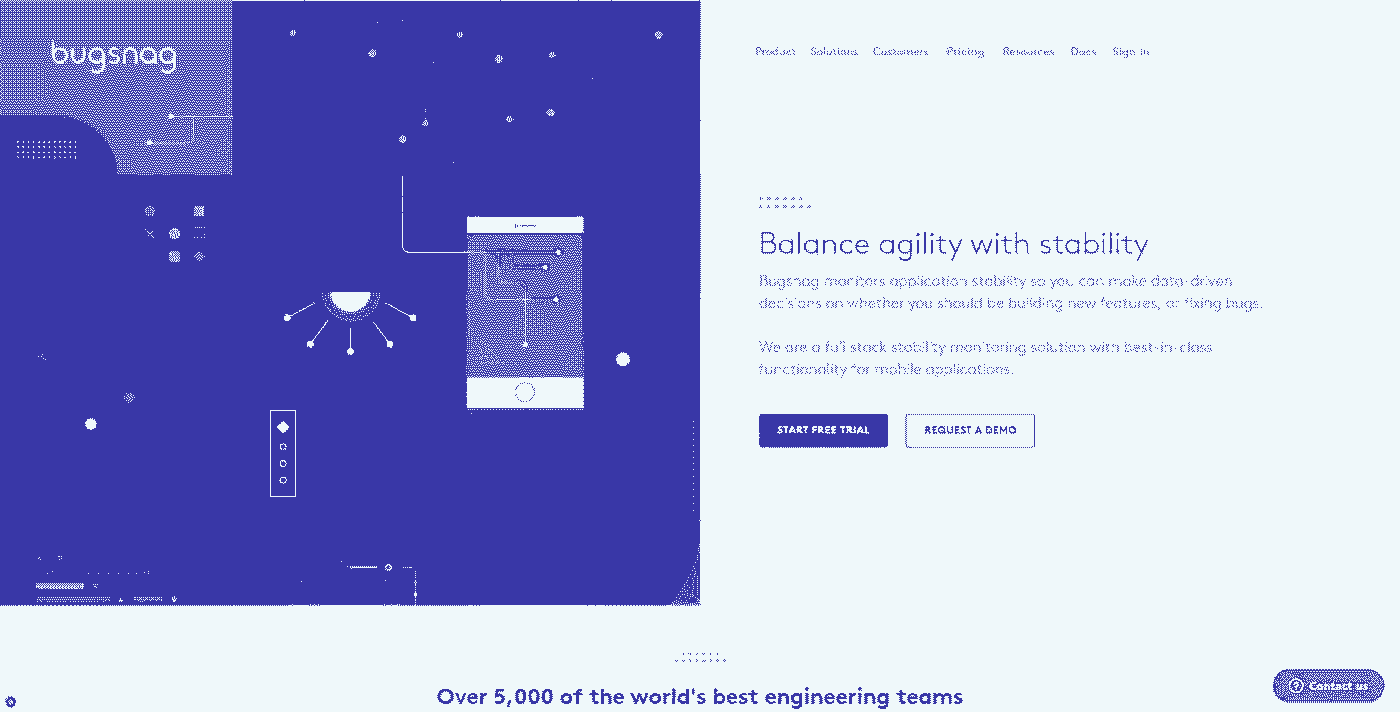 bugsnag
Product Solutions Customers Pricing Resources Docs Sign in
Balance agility with stability
Bugsnag monitors application stability so you can make data-driven
decisions on whether you should be building new features, or fixing bugs.
We are a full stack stability monitoring solution with best-in-class
functionality for mobile applications.
START FREE TRIAL REQUEST A DEMO
Over 5,000 of the world's best engineering teams
Contact us